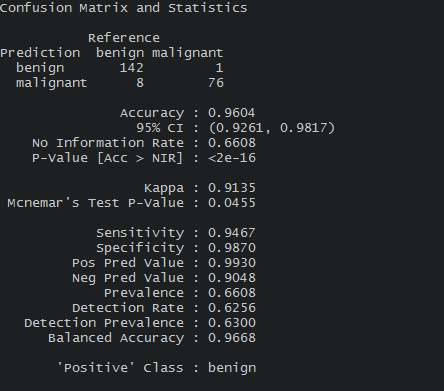 Confusion Matrix and Statistics
Reference
Prediction benign malignant
benign 142 1
malignant 8 76
Accuracy : 0.9604
95% CI : (0.9261, 0.9817)
No Information Rate : 0.6608
P-Value [Acc > NIR] : <2e-16
Kappa : 0.9135
Mcnemar's Test P-Value : 0.0455
Sensitivity : 0.9467
Specificity : 0.9870
Pos Pred Value : 0.9930
Neg Pred Value : 0.9048
Prevalence : 0.6608
Detection Rate : 0.6256
Detection Prevalence : 0.6300
Balanced Accuracy : 0.9668
'Positive' Class : benign